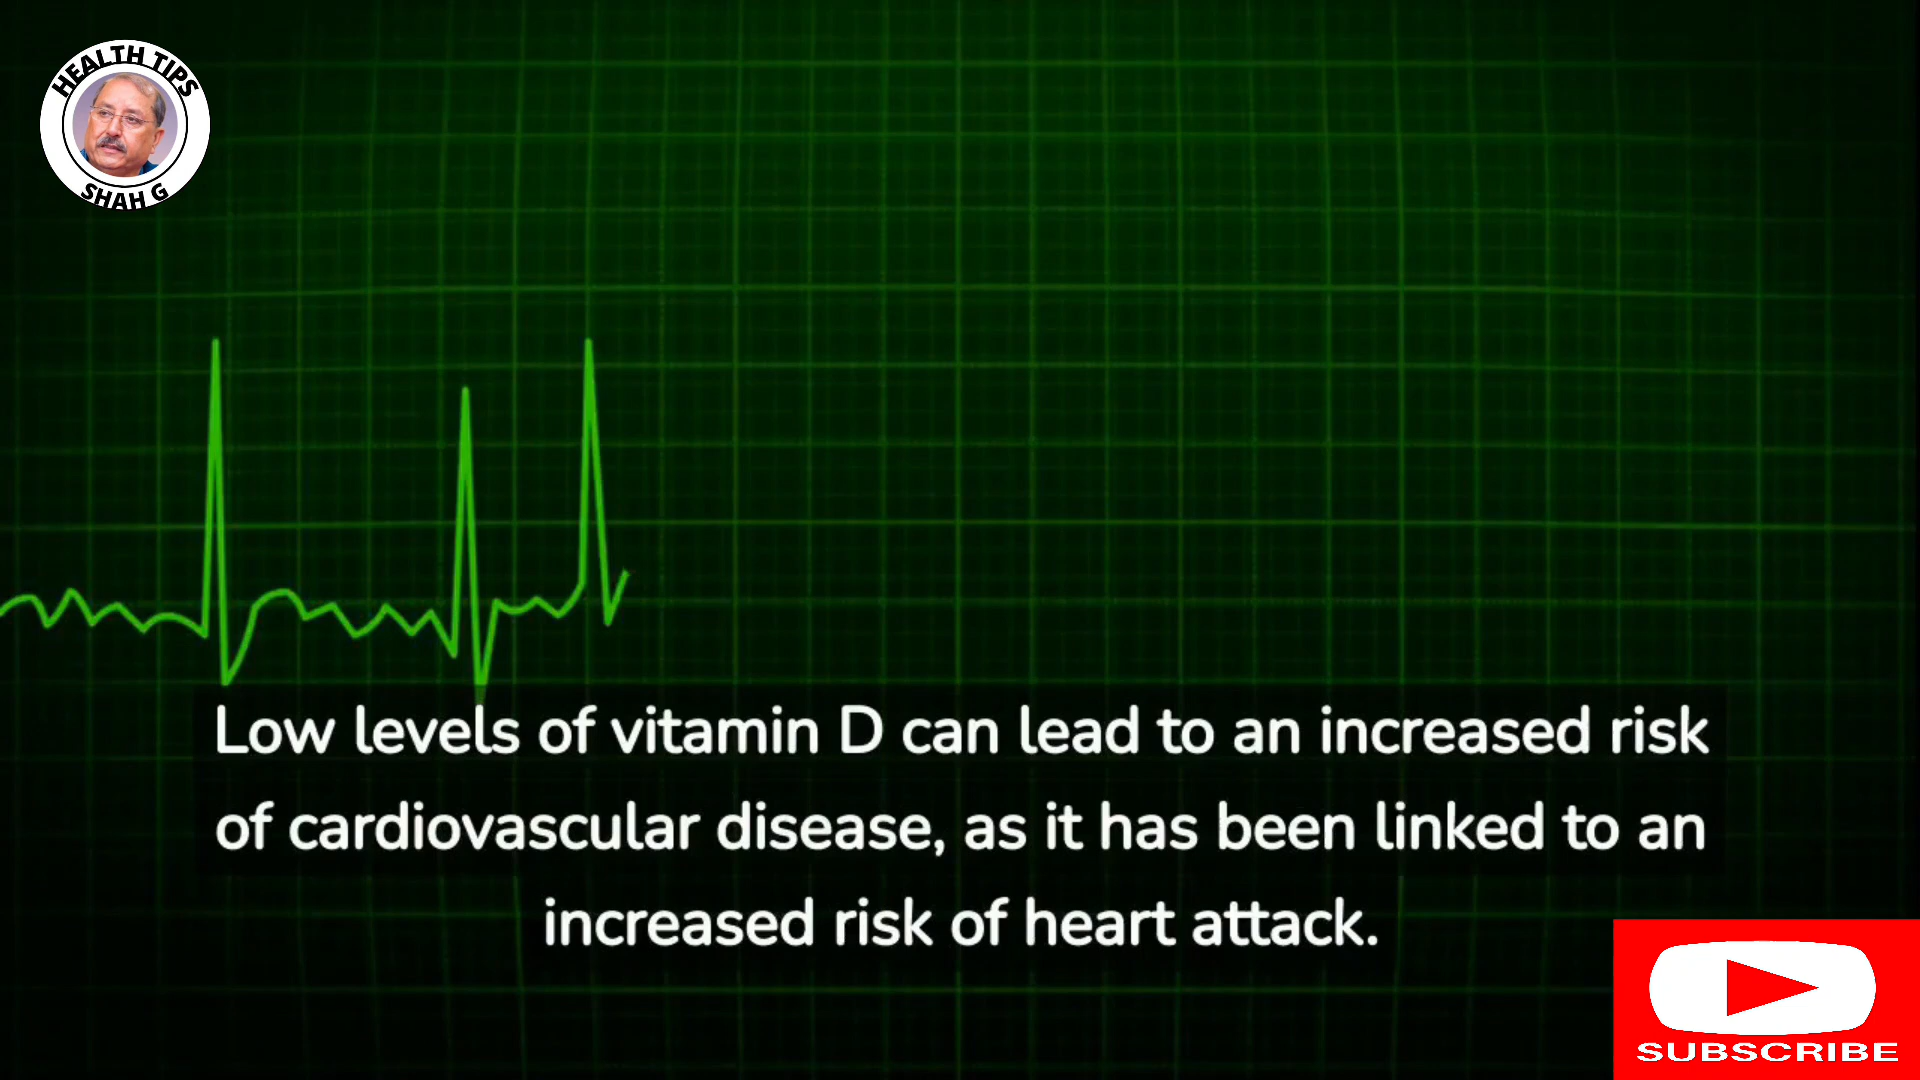 HEALTH TIPS
SHAH G
Low levels of vitamin D can lead to an increased risk
of cardiovascular disease, as it has been linked to an
increased risk of heart attack.
SUBSCRIBE